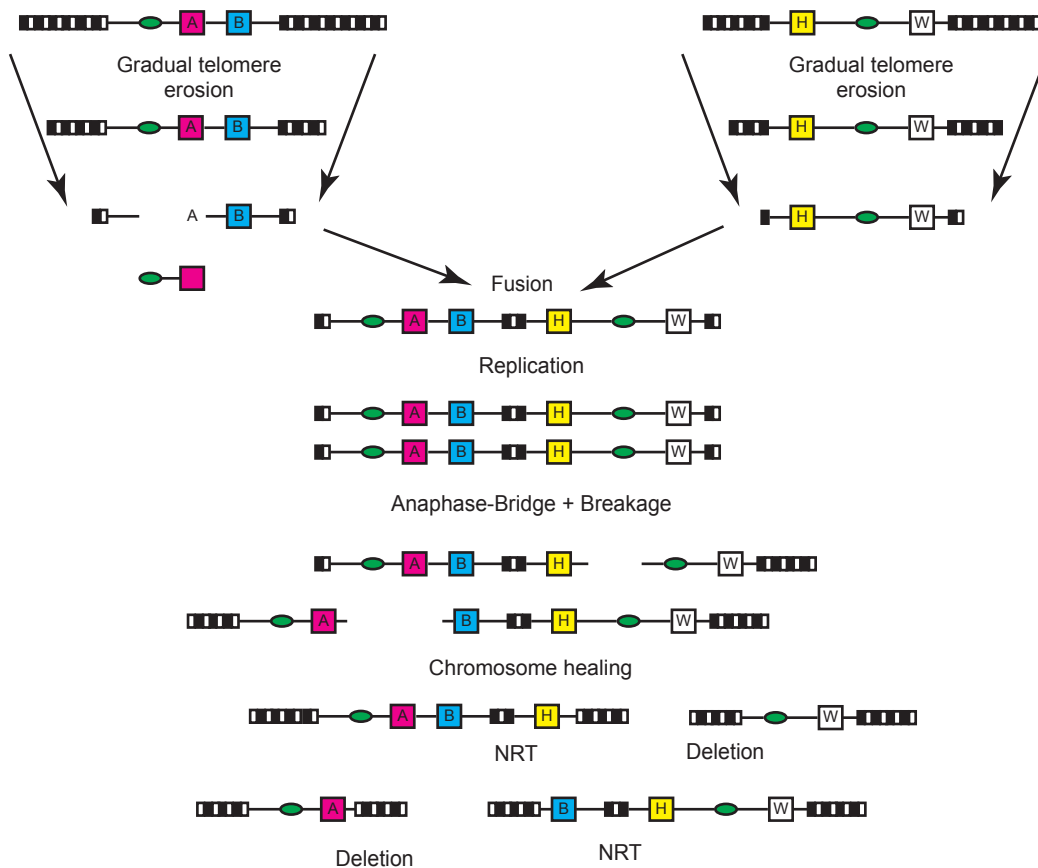 A B H W
Gradual telomere
erosion
Gradual telomere
erosion
A B H W
A B H W
Fusion
A B H W
Replication
A B H W
A B H W
Anaphase-Bridge + Breakage
A B H W
A B H W
Chromosome healing
A B H W
NRT Deletion
A B H W
Deletion NRT